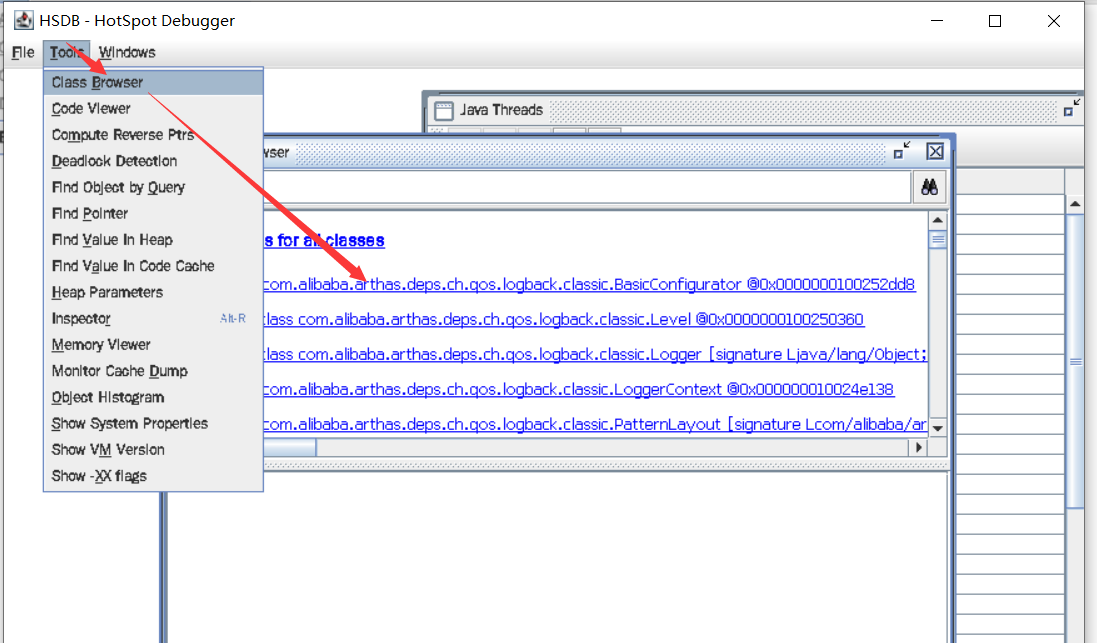 HSDB - HotSpot Debugger
File Tools Windows
Class Browser
Code Viewer
Compute Reverse Ptrs
Deadlock Detection
Find Object by Query
Find Pointer
Find Value In Heap
Find Value In Code Cache
Heap Parameters
Inspector Alt-R
Memory Viewer
Monitor Cache Dump
Object Histogram
Show System Properties
Show VM Version
Show -XX flags
Java Threads
wser
s for all classes
com.alibaba.arthas.deps.ch.qos.logback.classic.BasicConfigurator @0x0000000100252dd8
class com.alibaba.arthas.deps.ch.qos.logback.classic.Level @0x0000000100250360
class com.alibaba.arthas.deps.ch.qos.logback.classic.Logger [signature Ljava/lang/Object;
com.alibaba.arthas.deps.ch.qos.logback.classic.LoggerContext @0x000000010024e138
com.alibaba.arthas.deps.ch.qos.logback.classic.PatternLayout [signature Lcom/alibaba/ar